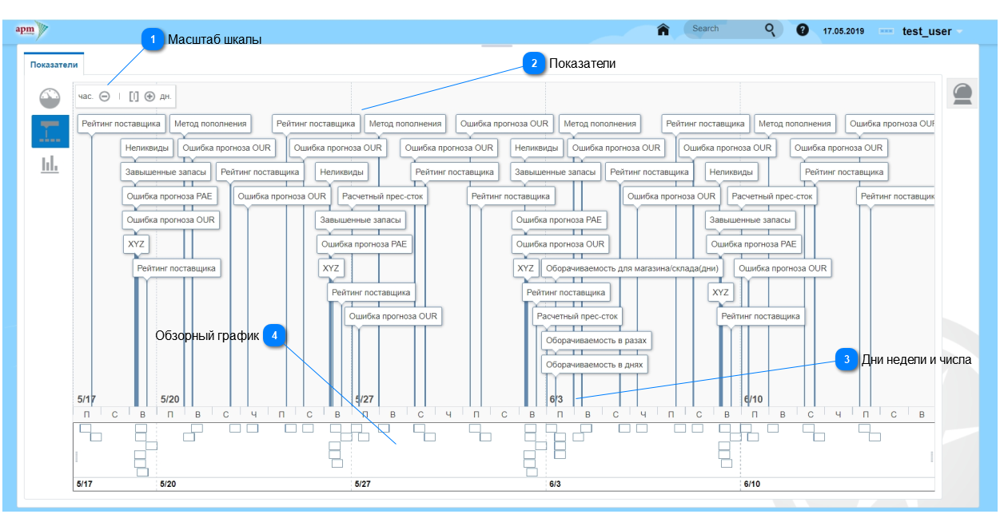 apm
1 Масштаб шкалы
Search
?
17.05.2019
test_user
2 Показатели
Показатели
час. дн.
Рейтинг поставщика Метод пополнения Рейтинг поставщика Метод пополнения Ошибка прогноза OUR Метод пополнения Рейтинг поставщика Метод пополнения Ошибка прогноза OUR
Неликвиды Ошибка прогноза OUR Ошибка прогноза OUR Ошибка прогноза OUR Неликвиды Ошибка прогноза OUR Ошибка прогноза OUR Ошибка прогноза OUR
Завышенные запасы Рейтинг поставщика Неликвиды Рейтинг поставщика Завышенные запасы Рейтинг поставщика Неликвиды Рейтинг поставщика
Ошибка прогноза PAE Ошибка прогноза OUR Расчетный прес-сток Рейтинг поставщика Ошибка прогноза OUR Расчетный прес-сток Рейтинг поставщик
Ошибка прогноза OUR Завышенные запасы Ошибка прогноза PAE Завышенные запасы
XYZ Ошибка прогноза PAE Ошибка прогноза OUR Ошибка прогноза PAE
Рейтинг поставщика XYZ XYZ Оборачиваемость для магазина/склада(дни) Ошибка прогноза OUR
Рейтинг поставщика Рейтинг поставщика XYZ
Ошибка прогноза OUR Расчетный прес-сток Рейтинг поставщика
Обзорный график 4
Оборачиваемость в разах
3 Дни недели и числа
Оборачиваемость в днях
5/17 5/20 5/27 6/3 6/10
П С В П В С Ч П С В П В С Ч П С В П В С Ч П С В П В С Ч П С В
5/17 5/20 5/27 6/3 6/10